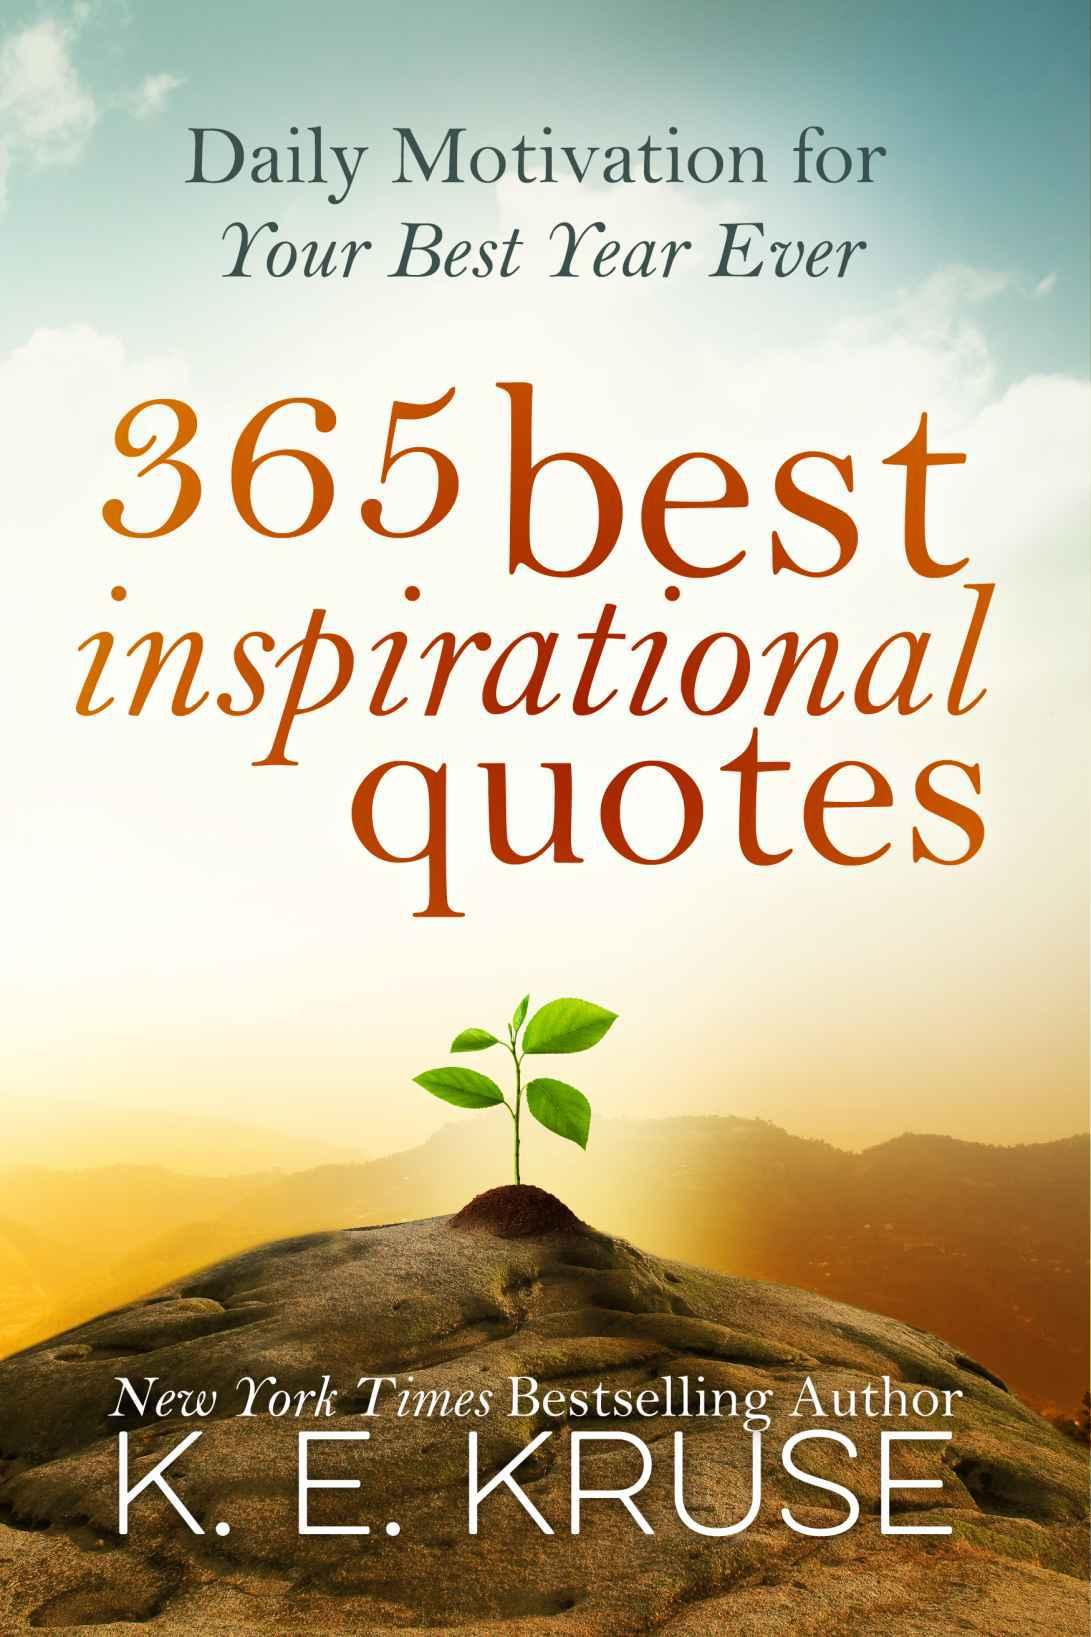 Daily Motivation for
Your Best Year Ever
365 best
inspirational
quotes
New York Times Bestselling Author
K. E. KRUSE